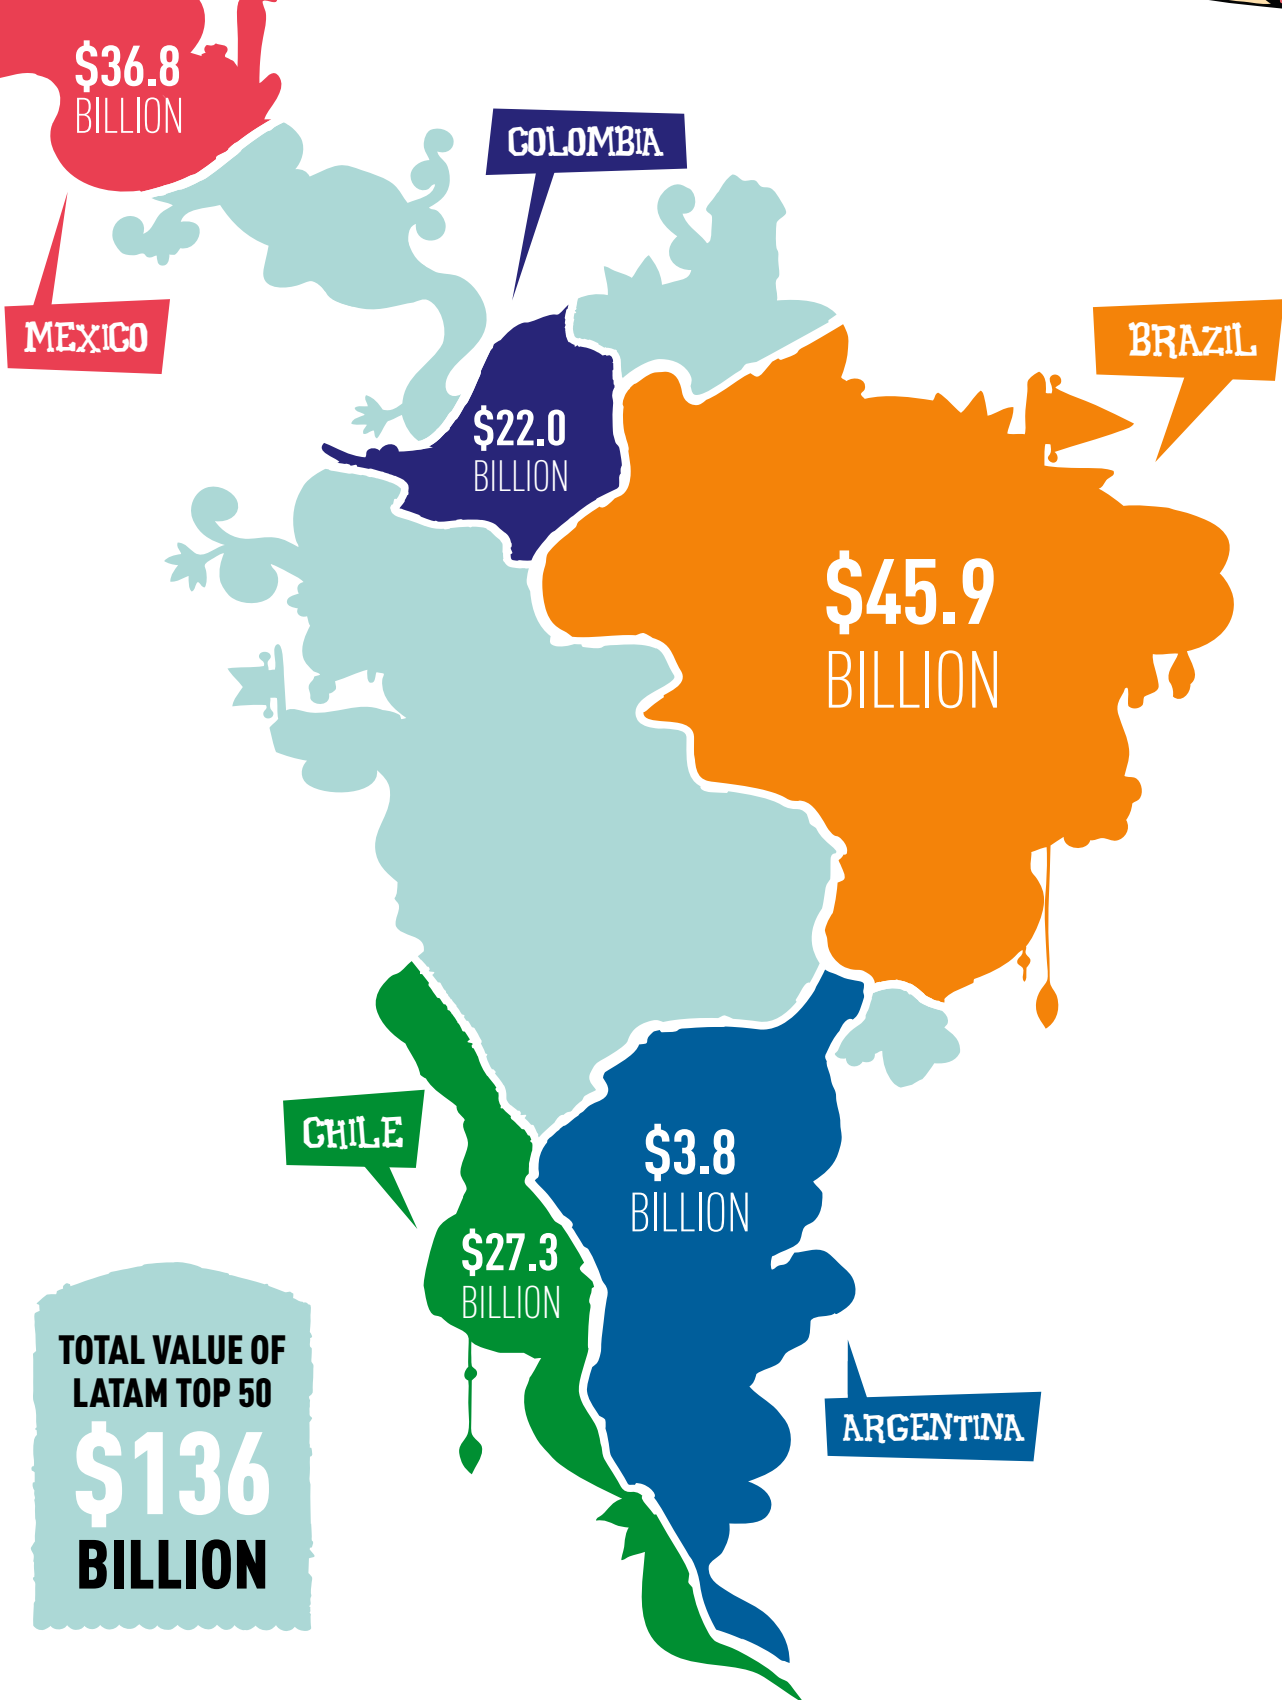 $36.8
BILLION
COLOMBIA
MEXICO
BRAZIL
$22.0
BILLION
$45.9
BILLION
CHILE
$3.8
BILLION
$27.3
BILLION
TOTAL VALUE OF
LATAM TOP 50
$136
BILLION
ARGENTINA